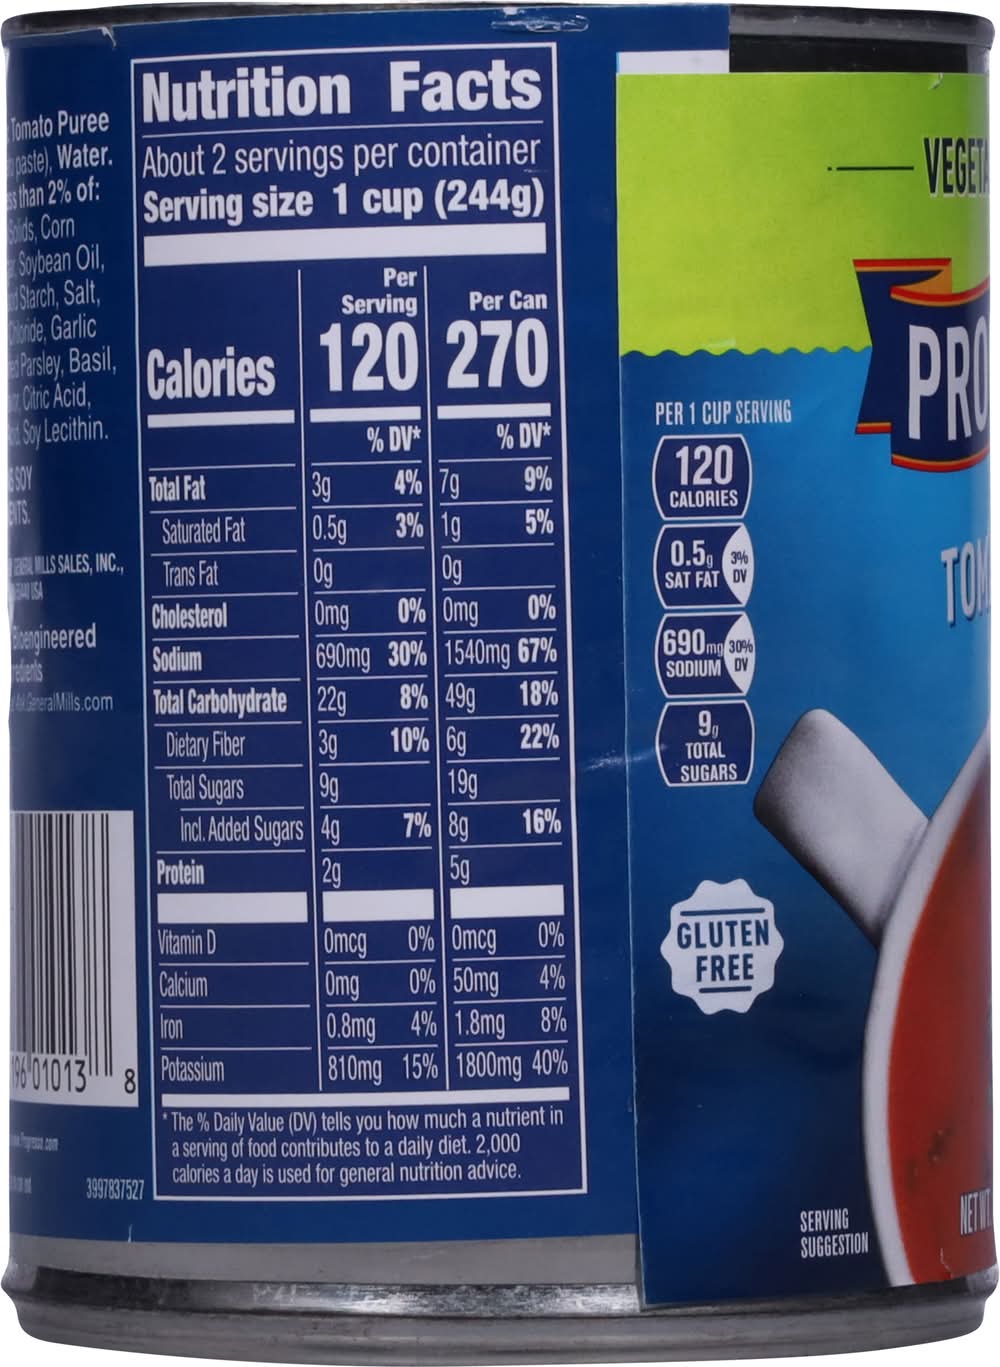 Tomato Puree
paste), Water.
than 2% of:
Corn
Soybean Oil,
Starch, Salt,
Garlic
Parsley, Basil,
Citric Acid,
Soy Lecithin.
SOY
GENERAL MILLS SALES, INC.,
USA
Bioengineered
Ask.GeneralMills.com
96 01013 8
3997837527
Nutrition Facts
About 2 servings per container
Serving size 1 cup (244g)
Per Serving Per Can
Calories 120 270
% DV* % DV*
Total Fat 3g 4% 7g 9%
Saturated Fat 0.5g 3% 1g 5%
Trans Fat 0g 0g
Cholesterol 0mg 0% 0mg 0%
Sodium 690mg 30% 1540mg 67%
Total Carbohydrate 22g 8% 49g 18%
Dietary Fiber 3g 10% 6g 22%
Total Sugars 9g 19g
Incl. Added Sugars 4g 7% 8g 16%
Protein 2g 5g
Vitamin D 0mcg 0% 0mcg 0%
Calcium 0mg 0% 50mg 4%
Iron 0.8mg 4% 1.8mg 8%
Potassium 810mg 15% 1800mg 40%
* The % Daily Value (DV) tells you how much a nutrient in
a serving of food contributes to a daily diet. 2,000
calories a day is used for general nutrition advice.
VEGETA
PRO
TOM
PER 1 CUP SERVING
120
CALORIES
0.5g 3%
SAT FAT DV
690mg 30%
SODIUM DV
9g
TOTAL
SUGARS
GLUTEN
FREE
SERVING
SUGGESTION
NET WT.